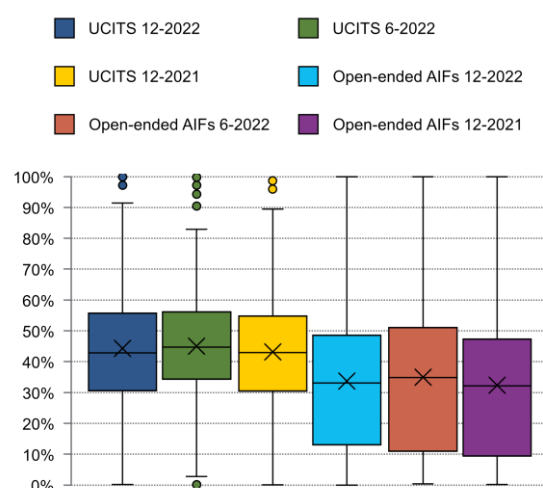 UCITS 12-2022
UCITS 6-2022
UCITS 12-2021
Open-ended AIFs 12-2022
Open-ended AIFs 6-2022
Open-ended AIFs 12-2021
100%
90%
80%
70%
60%
50%
40%
30%
20%
10%
0%